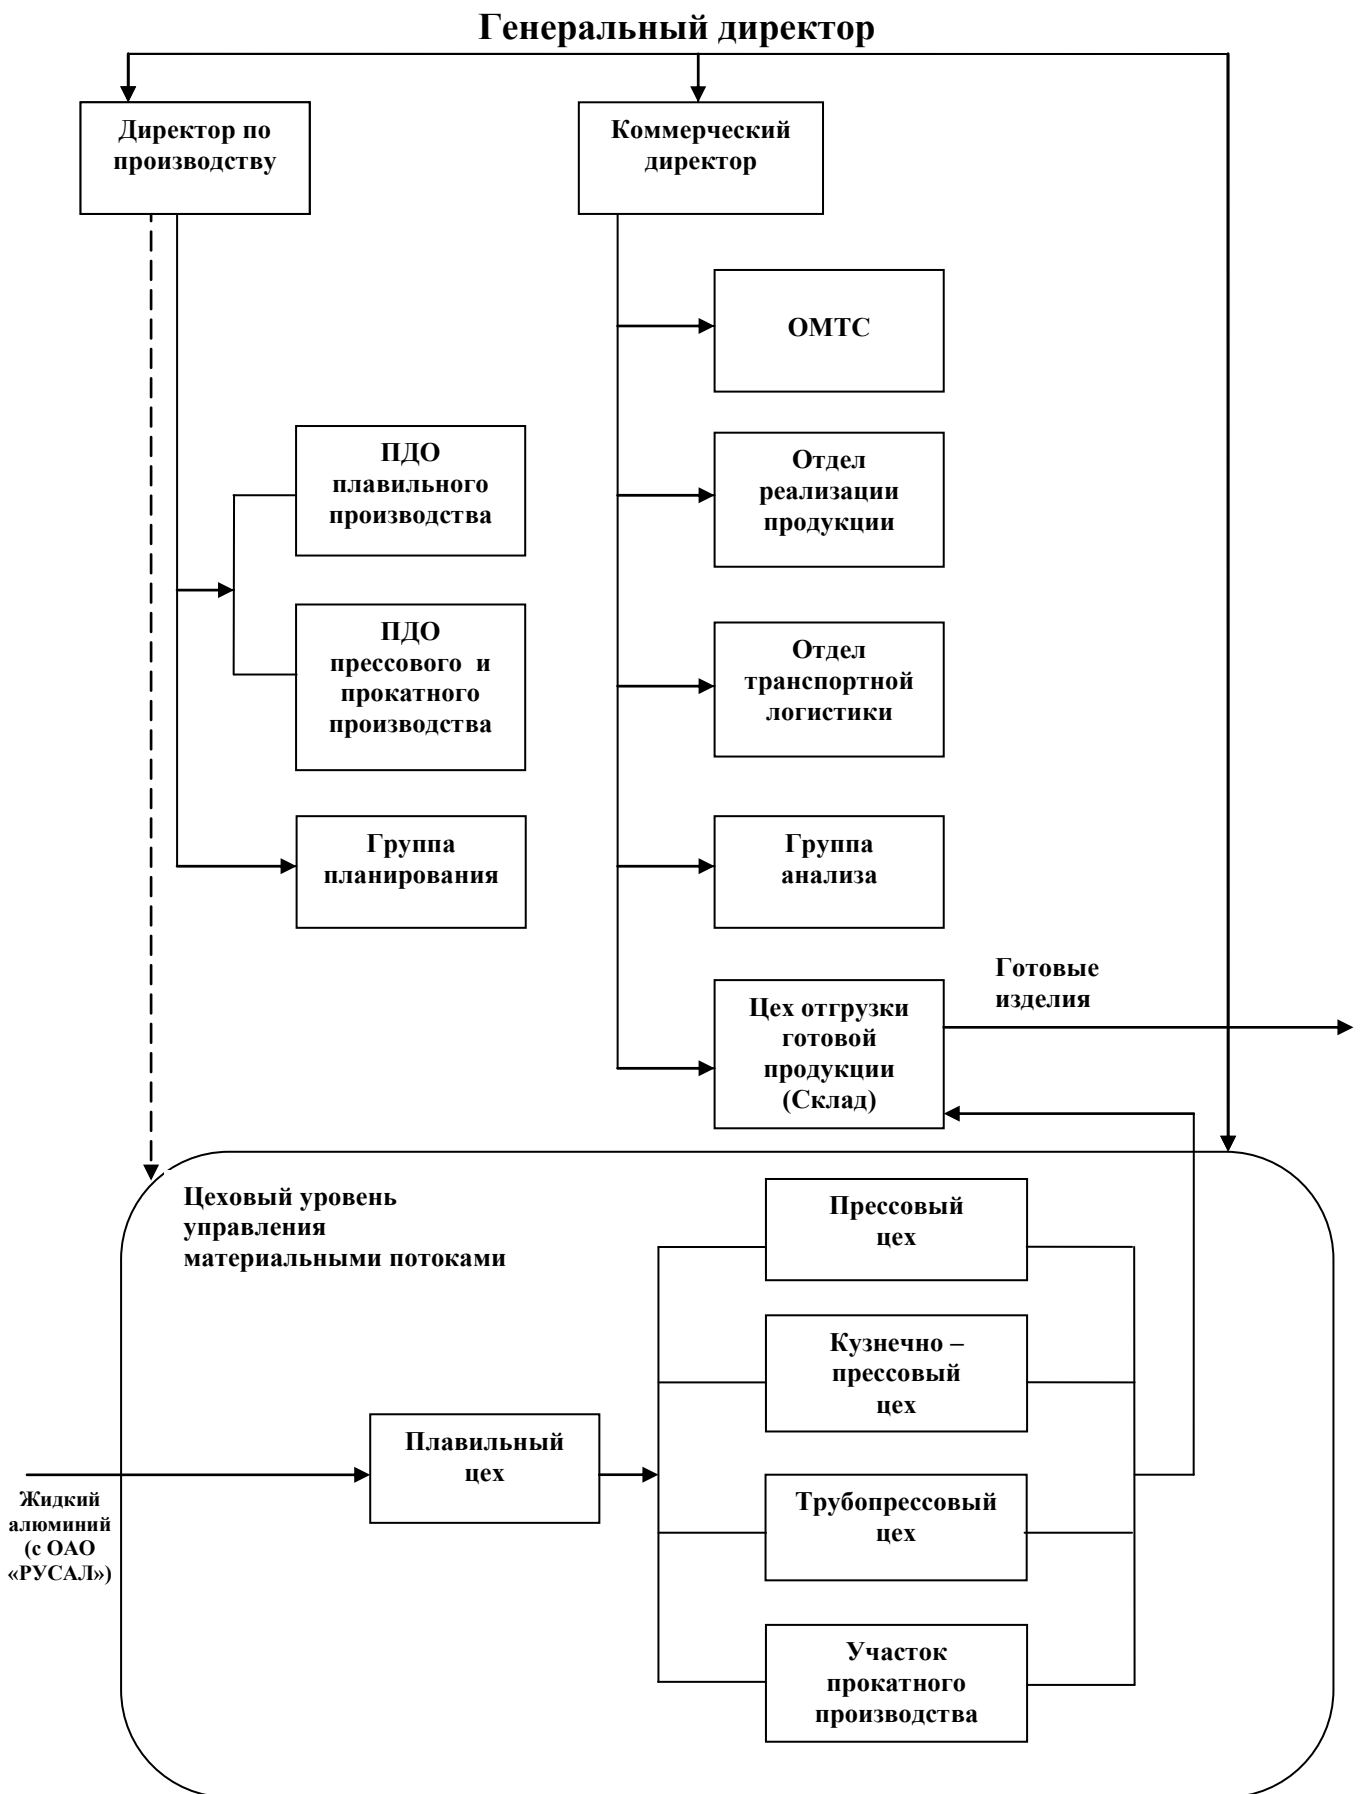 Генеральный директор
Директор по
производству
Коммерческий
директор
ОМТС
ПДО
плавильного
производства
Отдел
реализации
продукции
ПДО
прессового и
прокатного
производства
Отдел
транспортной
логистики
Группа
планирования
Группа
анализа
Готовые
изделия
Цех отгрузки
готовой
продукции
(Склад)
Цеховый уровень
управления
материальными потоками
Прессовый
цех
Кузнечно –
прессовый
цех
Плавильный
цех
Жидкий
алюминий
(с ОАО
«РУСАЛ»)
Трубопрессовый
цех
Участок
прокатного
производства